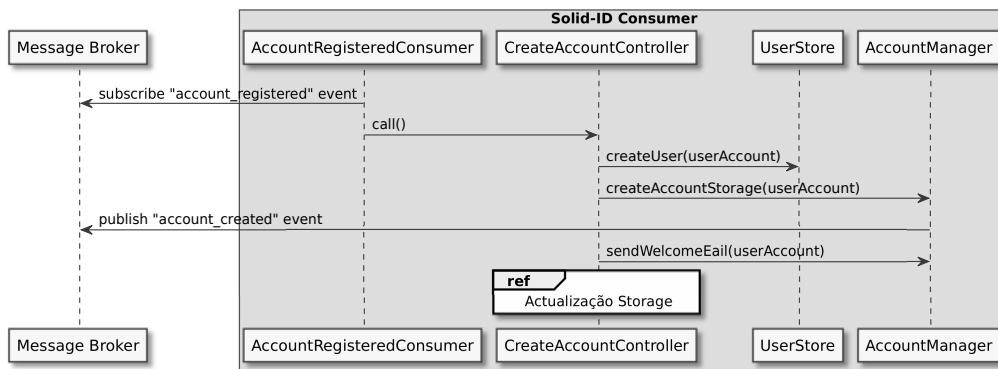 Solid-ID Consumer
Message Broker
AccountRegisteredConsumer
CreateAccountController
UserStore
AccountManager
subscribe "account_registered" event
call()
createUser(userAccount)
createAccountStorage(userAccount)
publish "account_created" event
sendWelcomeEail(userAccount)
ref
Actualização Storage
Message Broker
AccountRegisteredConsumer
CreateAccountController
UserStore
AccountManager